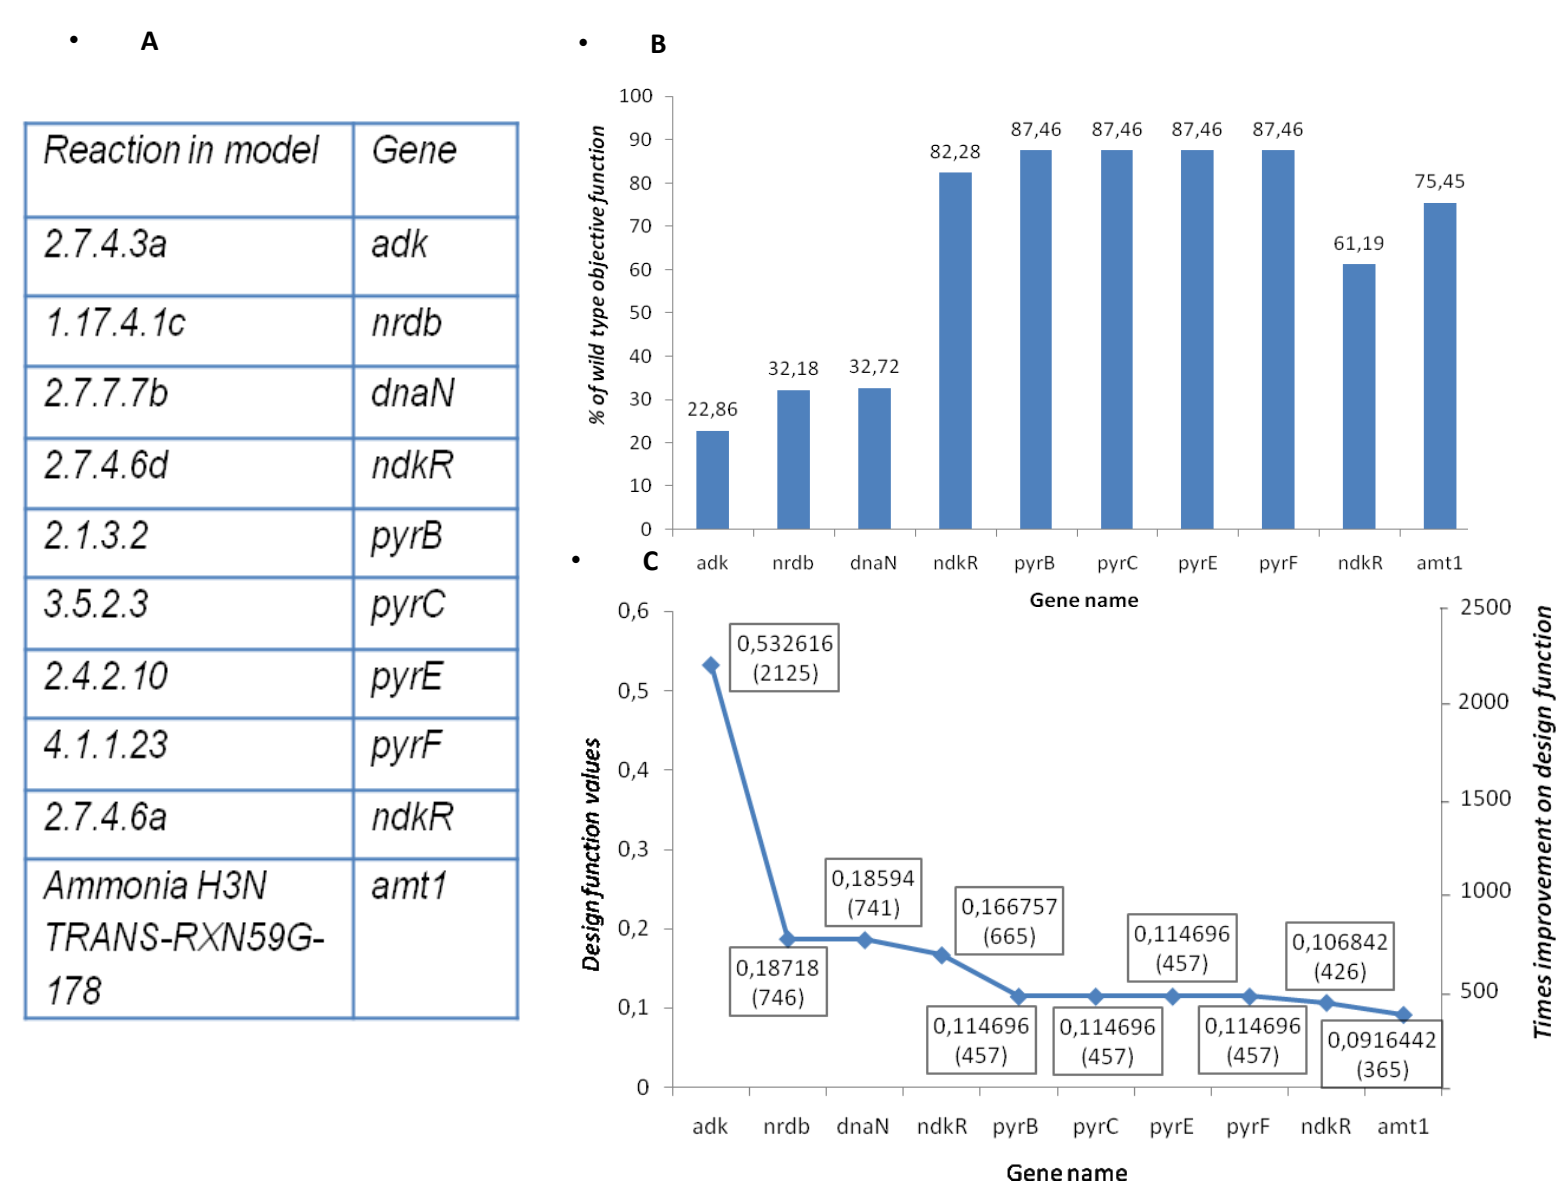 • A
Reaction in model Gene
2.7.4.3a adk
1.17.4.1c nrdb
2.7.7.7b dnaN
2.7.4.6d ndkR
2.1.3.2 pyrB
3.5.2.3 pyrC
2.4.2.10 pyrE
4.1.1.23 pyrF
2.7.4.6a ndkR
Ammonia H3N amt1
TRANS-RXN59G-
178
• B
% of wild type objective function
100
90
80
70
60
50
40
30
20
10
0
22,86
32,18
32,72
82,28
87,46
87,46
87,46
87,46
61,19
75,45
adk nrdb dnaN ndkR pyrB pyrC pyrE pyrF ndkR amt1
Gene name
• C
Design function values
0,6
0,5
0,4
0,3
0,2
0,1
0
0,532616
(2125)
0,18718
(746)
0,18594
(741)
0,166757
(665)
0,114696
(457)
0,114696
(457)
0,114696
(457)
0,114696
(457)
0,106842
(426)
0,0916442
(365)
2500
2000
1500
1000
500
Times improvement on design function
adk nrdb dnaN ndkR pyrB pyrC pyrE pyrF ndkR amt1
Gene name